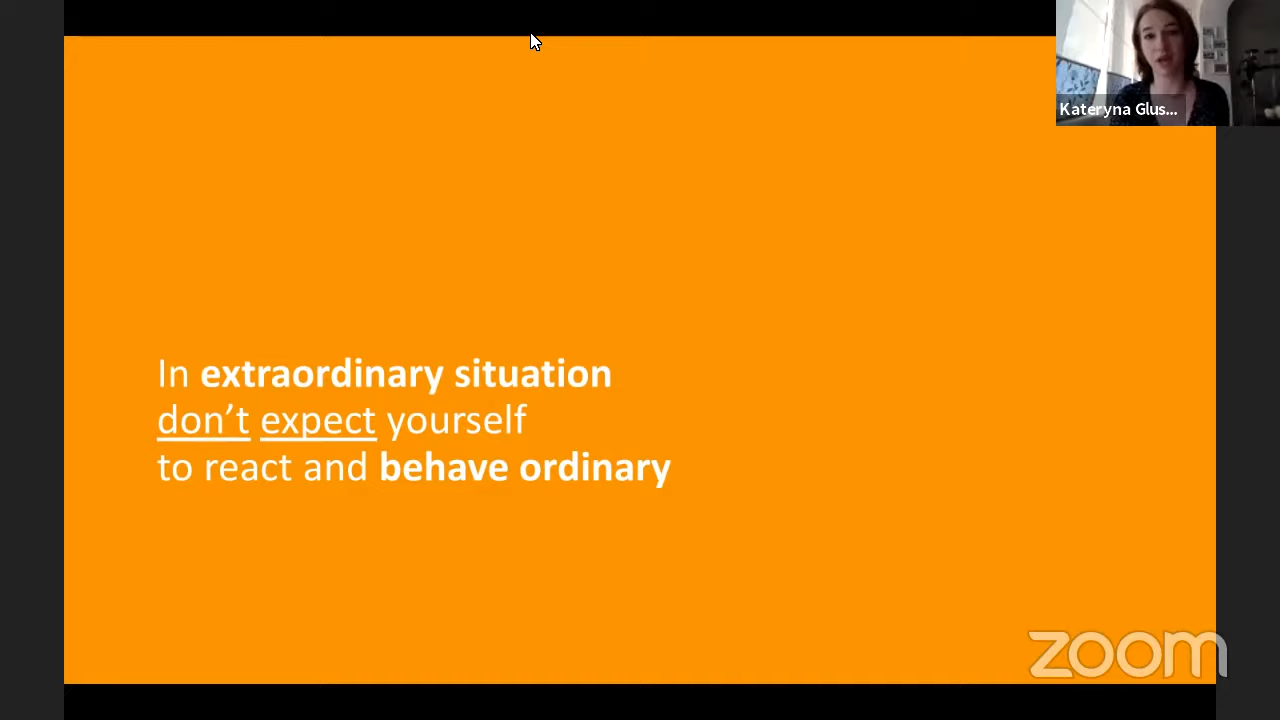 Kateryna Glus...
In extraordinary situation
don't expect yourself
to react and behave ordinary
zoom